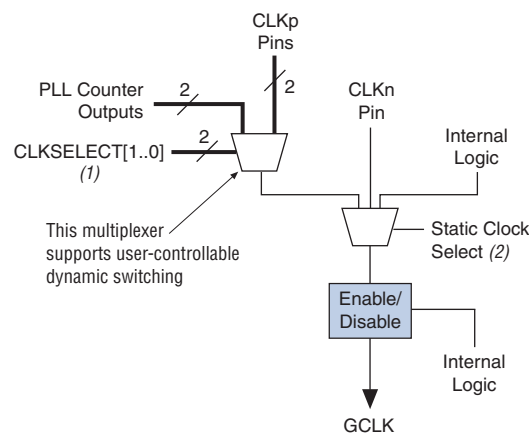 CLKp
Pins
2
PLL Counter
Outputs
2
CLKn
Pin
CLKSELECT[1..0]
(1)
2
Internal
Logic
This multiplexer
supports user-controllable
dynamic switching
Static Clock
Select (2)
Enable/
Disable
Internal
Logic
GCLK